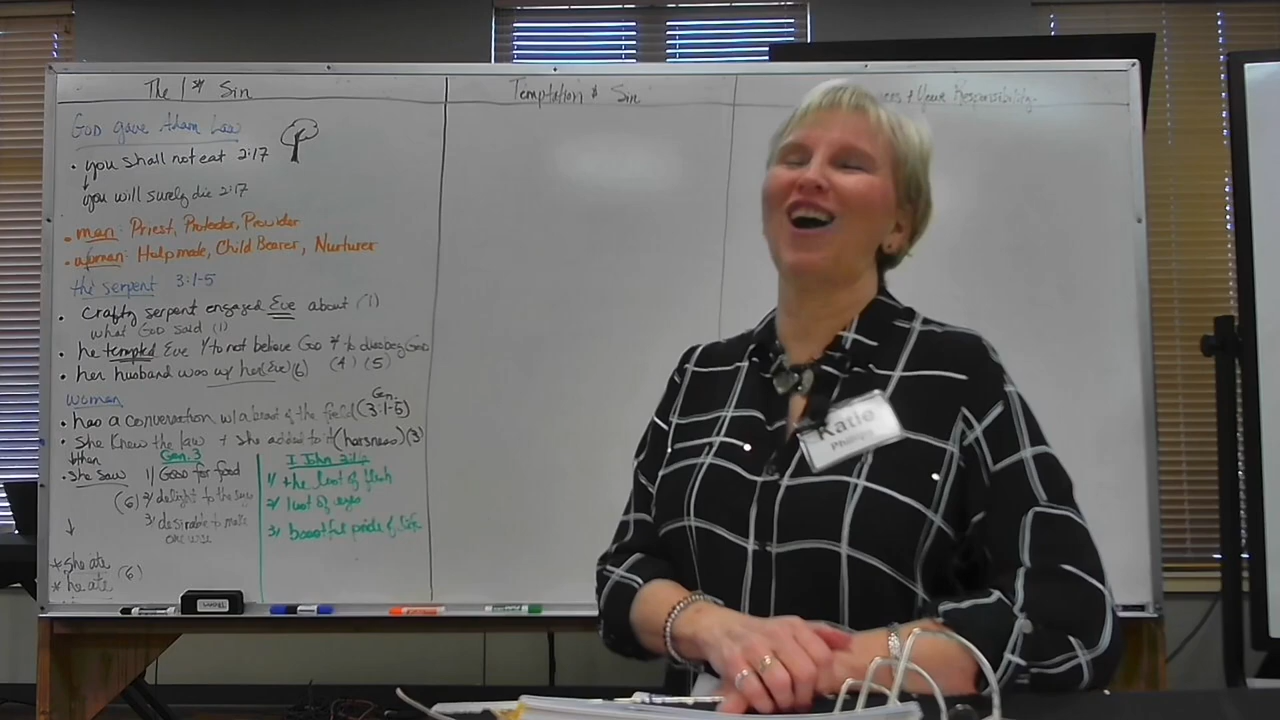 The 1st Sin
Temptation & Sin
& Your Responsibility
God gave Adam Law
• you shall not eat 2:17
you will surely die 2:17
• man: Priest, Protector, Provider
• woman: Helpmate, Child Bearer, Nurturer
the serpent 3:1-5
• Crafty serpent engaged Eve about (1)
what God said (1)
• he tempted Eve to not believe God & to disobey God
• her husband was w/ her (Eve) (6) (4) (5)
woman
• has a conversation w/ a beast of the field (Gen. 3:1-5)
• She knew the law + she added to it (harsness) (3)
then
Gen. 3
• She saw 1/ Good for food
(6) 2/ delight to the eyes
3/ desirable to make
one wise
I John 2:16
1/ the lust of flesh
2/ lust of eyes
3/ boastful pride of life
* she ate
* he ate (6)
Katie